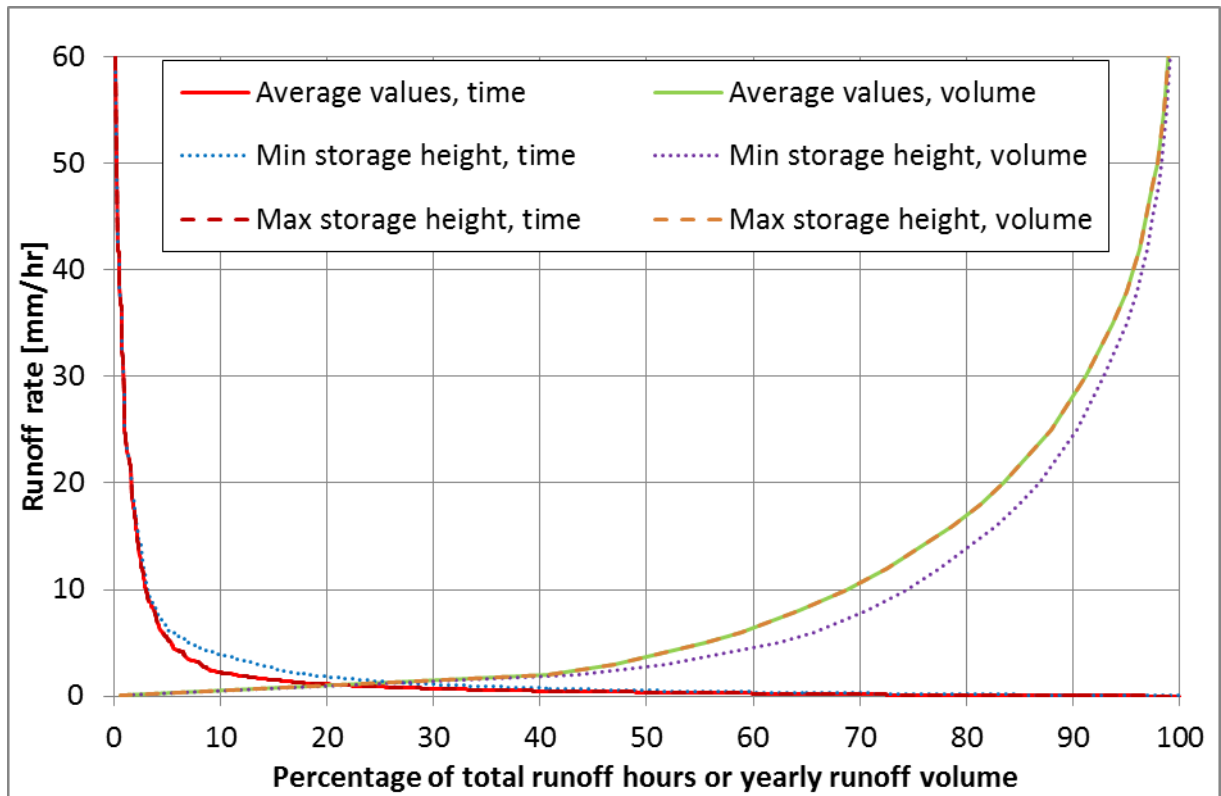 60
50
40
30
20
10
0
Runoff rate [mm/hr]
Average values, time
Average values, volume
Min storage height, time
Min storage height, volume
Max storage height, time
Max storage height, volume
0 10 20 30 40 50 60 70 80 90 100
Percentage of total runoff hours or yearly runoff volume